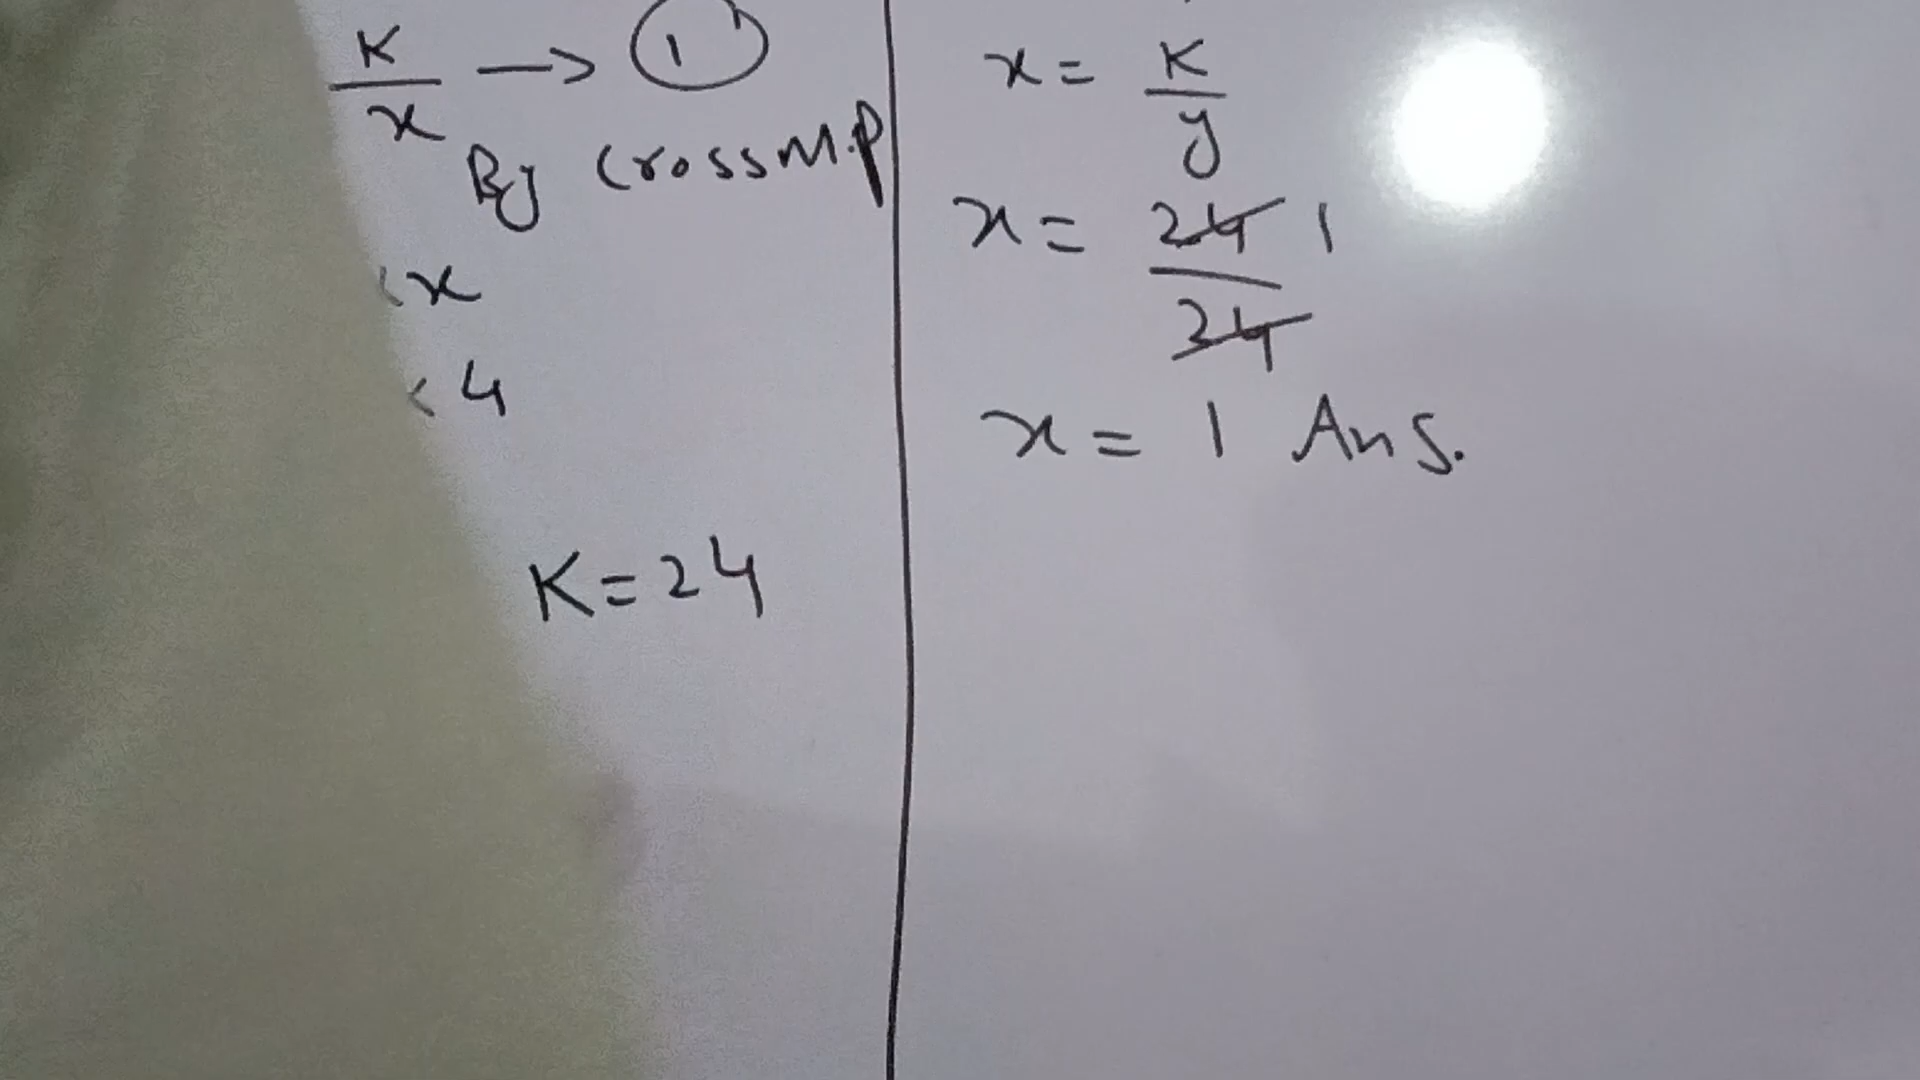 K/x → ①
By CrossM.P
x
4
K=24
x = K/y
x = 24/24 1
x = 1 Ans.